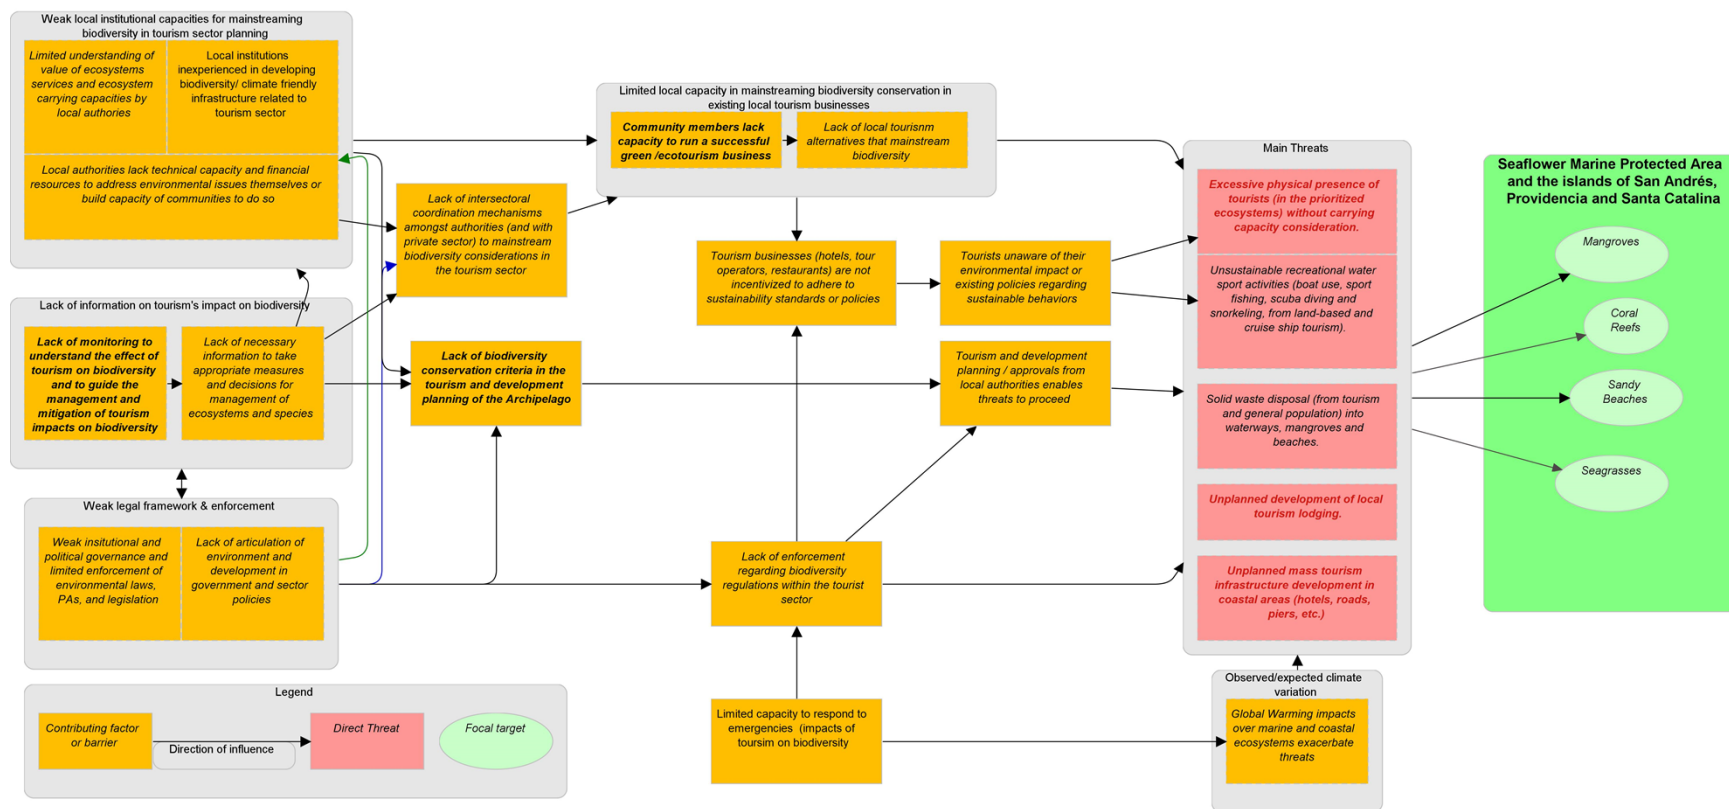 Weak local institutional capacities for mainstreaming
biodiversity in tourism sector planning
Limited understanding of
value of ecosystems
services and ecosystem
carrying capacities by
local authories
Local institutions
inexperienced in developing
biodiversity/ climate friendly
infrastructure related to
tourism sector
Local authorities lack technical capacity and financial
resources to address environmental issues themselves or
build capacity of communities to do so
Lack of information on tourism's impact on biodiversity
Lack of monitoring to
understand the effect of
tourism on biodiversity
and to guide the
management and
mitigation of tourism
impacts on biodiversity
Lack of necessary
information to take
appropriate measures
and decisions for
management of
ecosystems and species
Weak legal framework & enforcement
Weak insitutional and
political governance and
limited enforcement of
environmental laws,
PAs, and legislation
Lack of articulation of
environment and
development in
government and sector
policies
Legend
Contributing factor
or barrier
Direction of influence
Direct Threat
Focal target
Lack of intersectoral
coordination mechanisms
amongst authorities (and with
private sector) to mainstream
biodiversity considerations in
the tourism sector
Lack of biodiversity
conservation criteria in the
tourism and development
planning of the Archipelago
Limited local capacity in mainstreaming biodiversity conservation in
existing local tourism businesses
Community members lack
capacity to run a successful
green /ecotourism business
Lack of local tourisnm
alternatives that mainstream
biodiversity
Tourism businesses (hotels, tour
operators, restaurants) are not
incentivized to adhere to
sustainability standards or policies
Tourists unaware of their
environmental impact or
existing policies regarding
sustainable behaviors
Tourism and development
planning / approvals from
local authorities enables
threats to proceed
Lack of enforcement
regarding biodiversity
regulations within the tourist
sector
Limited capacity to respond to
emergencies (impacts of
toursim on biodiversity
Main Threats
Excessive physical presence of
tourists (in the prioritized
ecosystems) without carrying
capacity consideration.
Unsustainable recreational water
sport activities (boat use, sport
fishing, scuba diving and
snorkeling, from land-based and
cruise ship tourism).
Solid waste disposal (from tourism
and general population) into
waterways, mangroves and
beaches.
Unplanned development of local
tourism lodging.
Unplanned mass tourism
infrastructure development in
coastal areas (hotels, roads,
piers, etc.)
Observed/expected climate
variation
Global Warming impacts
over marine and coastal
ecosystems exacerbate
threats
Seaflower Marine Protected Area
and the islands of San Andrés,
Providencia and Santa Catalina
Mangroves
Coral
Reefs
Sandy
Beaches
Seagrasses